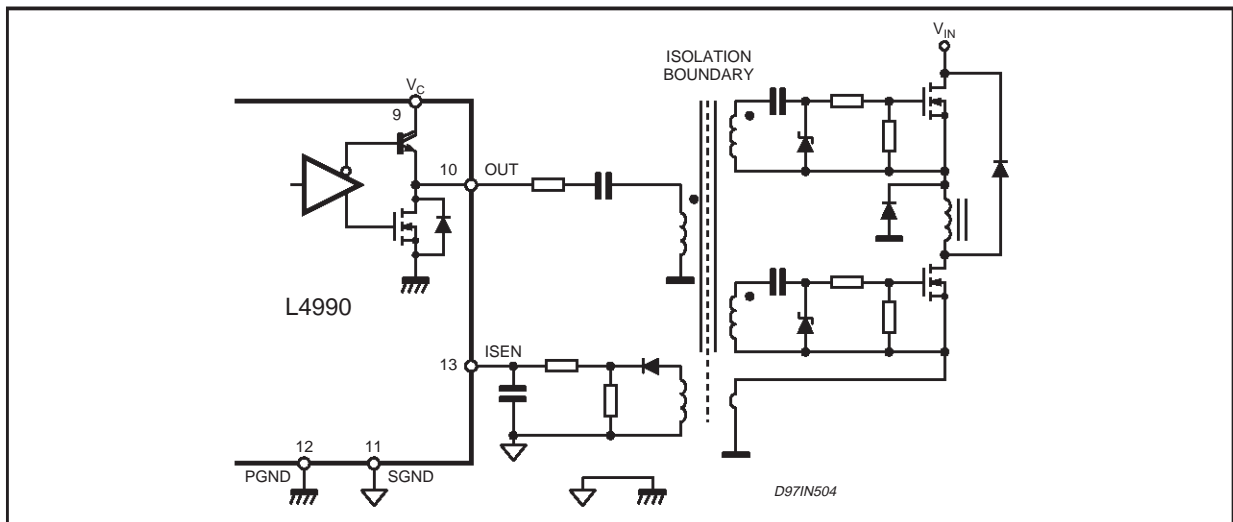 V_IN
ISOLATION
BOUNDARY
V_C
9
10
OUT
L4990
13
ISEN
12
11
PGND
SGND
D97IN504